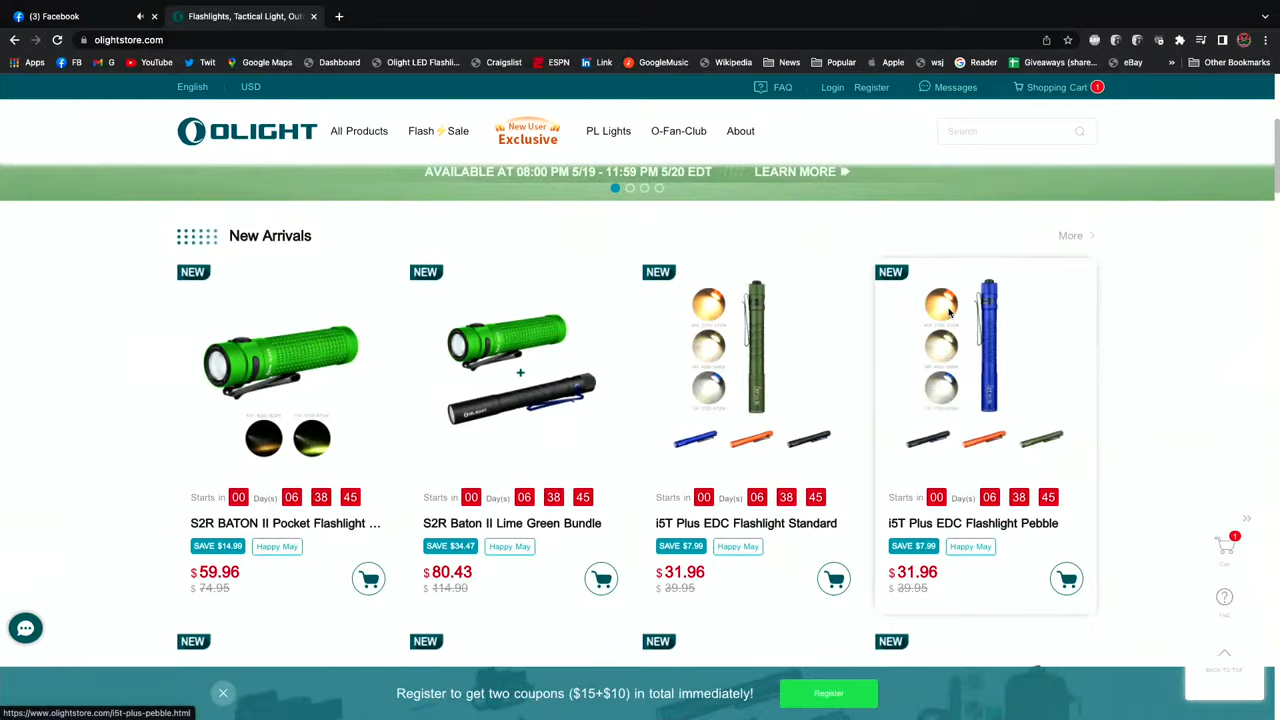 (3) Facebook
Flashlights, Tactical Light, Out
olightstore.com
Apps FB G YouTube Twit Google Maps Dashboard Olight LED Flashli... Craigslist ESPN Link GoogleMusic Wikipedia News Popular Apple wsj Reader Giveaways (share... eBay » Other Bookmarks
English USD FAQ Login Register Messages Shopping Cart 1
OLIGHT All Products Flash⚡Sale New User Exclusive PL Lights O-Fan-Club About Search
AVAILABLE AT 08:00 PM 5/19 - 11:59 PM 5/20 EDT LEARN MORE
New Arrivals More
NEW NEW NEW NEW
OLIGHT
Starts in 00 Day(s) 06 38 45 Starts in 00 Day(s) 06 38 45 Starts in 00 Day(s) 06 38 45 Starts in 00 Day(s) 06 38 45
S2R BATON II Pocket Flashlight ... S2R Baton II Lime Green Bundle i5T Plus EDC Flashlight Standard i5T Plus EDC Flashlight Pebble
SAVE $14.99 Happy May SAVE $34.47 Happy May SAVE $7.99 Happy May SAVE $7.99 Happy May
$59.96 $80.43 $31.96 $31.96
$ 74.95 $ 114.90 $ 39.95 $ 39.95
1
Cart
FAQ
BACK TO TOP
NEW NEW NEW NEW
Register to get two coupons ($15+$10) in total immediately! Register
https://www.olightstore.com/i5t-plus-pebble.html